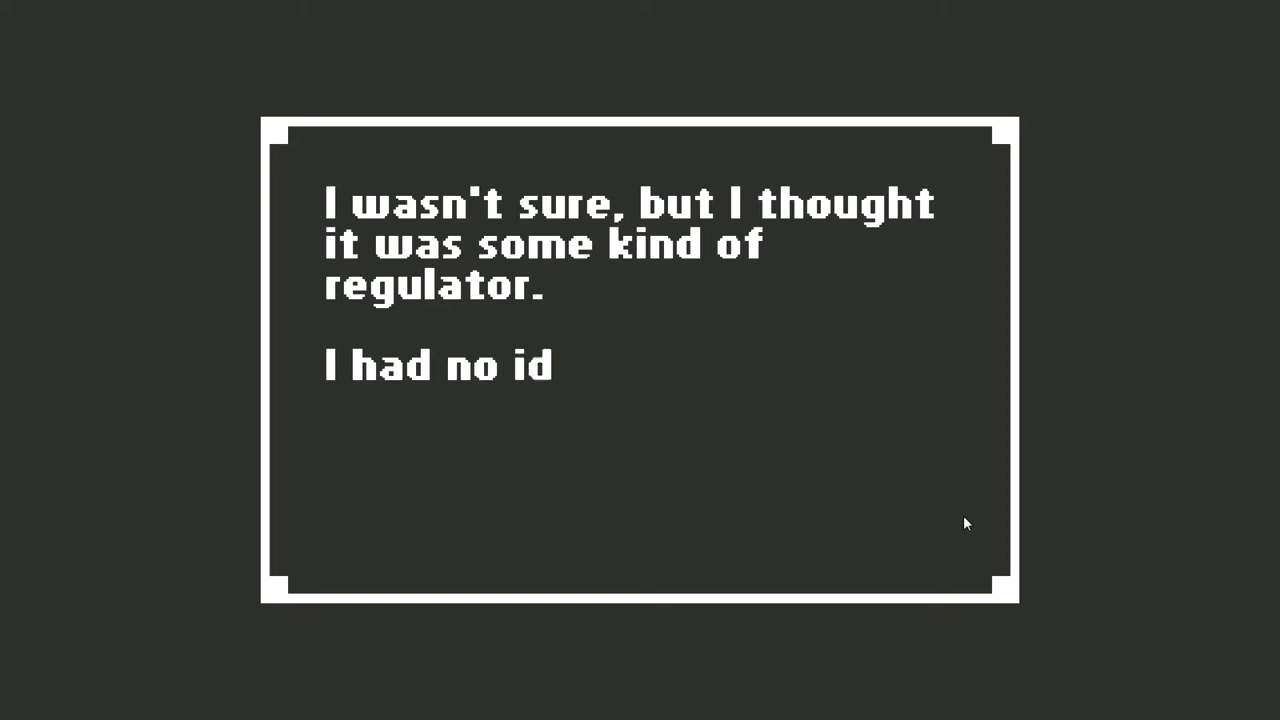 I wasn't sure, but I thought
it was some kind of
regulator.
I had no id